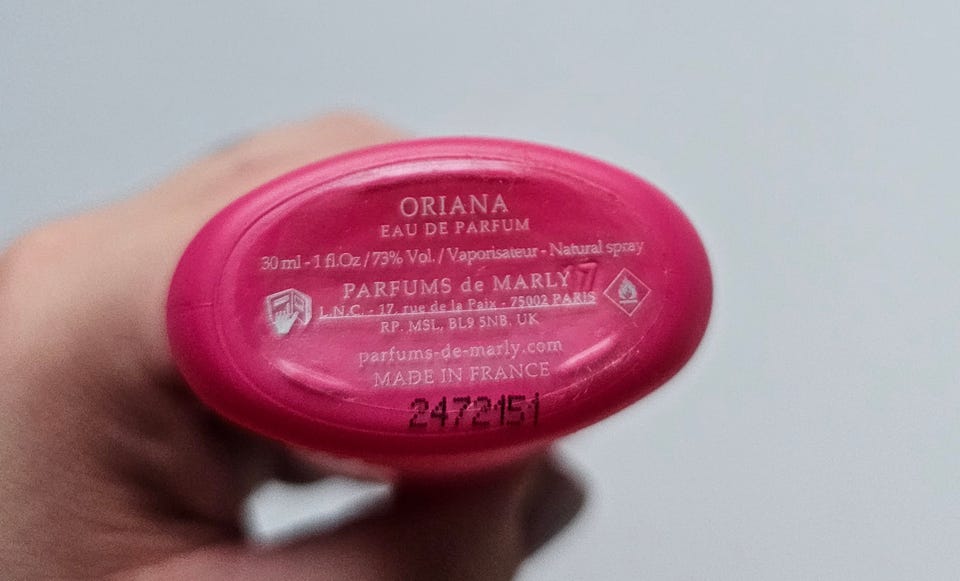 ORIANA
EAU DE PARFUM
30 ml - 1 fl.Oz / 73% Vol. / Vaporisateur - Natural spray
PARFUMS de MARLY
L.N.C. - 17, rue de la Paix - 75002 PARIS
RP. MSL, BL9 5NB, UK
parfums-de-marly.com
MADE IN FRANCE
2472151